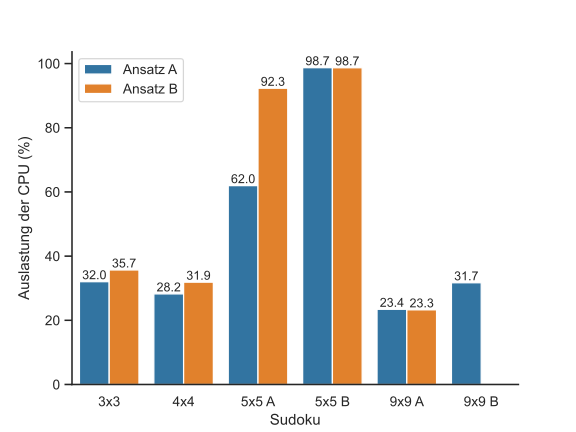 Ansatz A
Ansatz B
Auslastung der CPU (%)
100
80
60
40
20
0
32.0 35.7
28.2 31.9
62.0 92.3
98.7 98.7
23.4 23.3
31.7
3x3 4x4 5x5 A 5x5 B 9x9 A 9x9 B
Sudoku